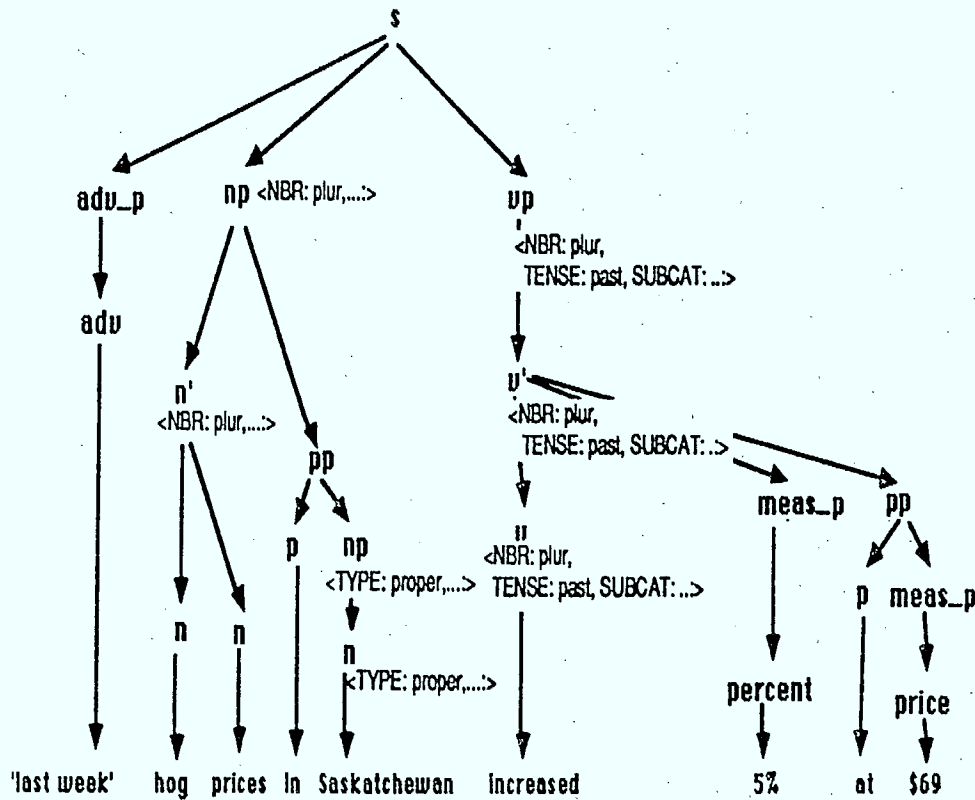 s
adv_p np <NBR: plur,...:> vp
<NBR: plur,
TENSE: past, SUBCAT: ..:>
adv
n'
<NBR: plur,...:>
v'
<NBR: plur,
TENSE: past, SUBCAT: ..>
pp
meas_p pp
p np
<TYPE: proper,...:>
v
<NBR: plur,
TENSE: past, SUBCAT: ..>
p meas_p
n n
n
<TYPE: proper,...:>
percent price
'last week' hog prices In Saskatchewan Increased 5% at $69